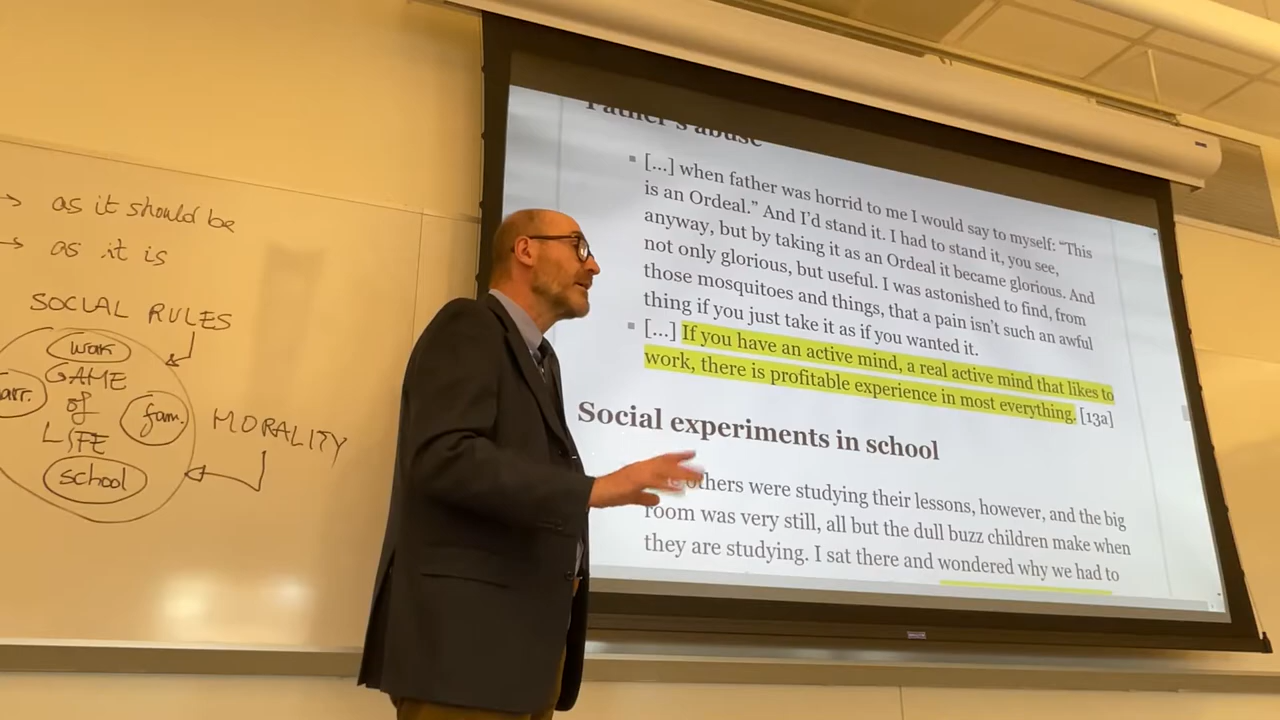 → as it should be
→ as it is
SOCIAL RULES
work
GAME
of
LIFE
arr.
fam.
school
MORALITY
Father's abuse
[...] when father was horrid to me I would say to myself: “This
is an Ordeal.” And I'd stand it. I had to stand it, you see,
anyway, but by taking it as an Ordeal it became glorious. And
not only glorious, but useful. I was astonished to find, from
those mosquitoes and things, that a pain isn't such an awful
thing if you just take it as if you wanted it.
[...] If you have an active mind, a real active mind that likes to
work, there is profitable experience in most everything. [13a]
Social experiments in school
others were studying their lessons, however, and the big
room was very still, all but the dull buzz children make when
they are studying. I sat there and wondered why we had to